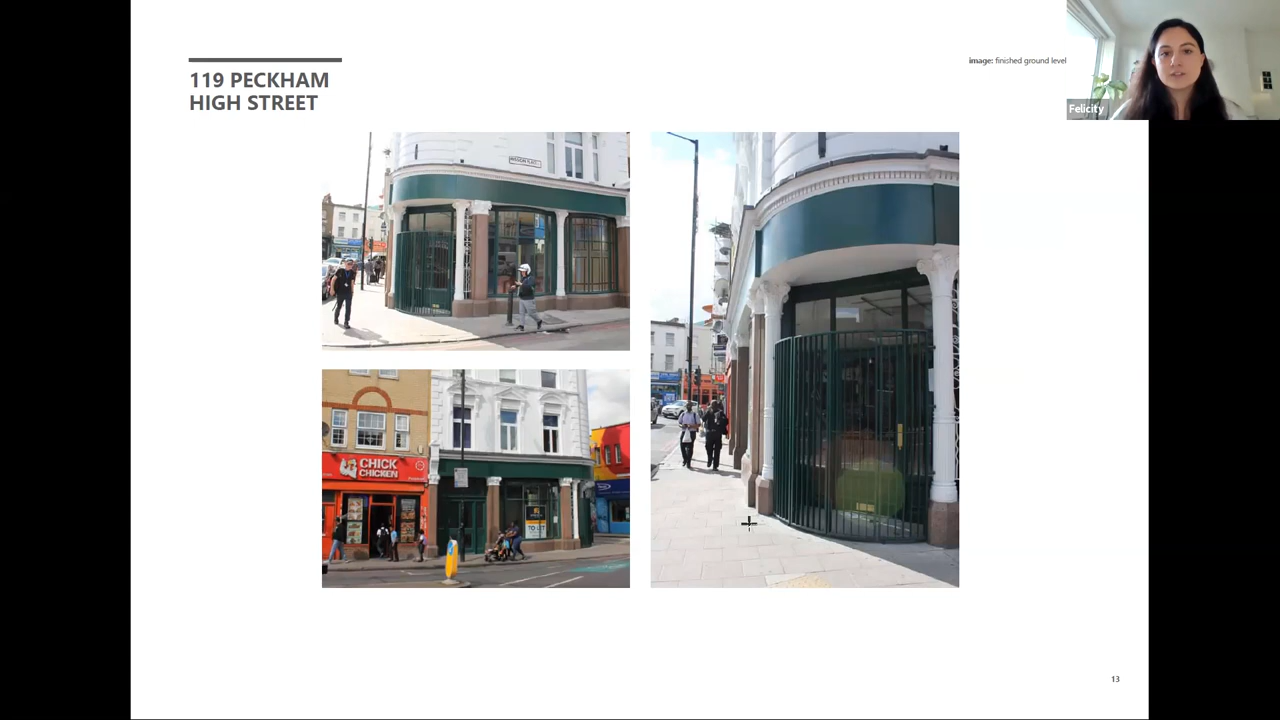 119 PECKHAM
HIGH STREET
image: finished ground level
Felicity
CHICK
CHICKEN
TO LET
13